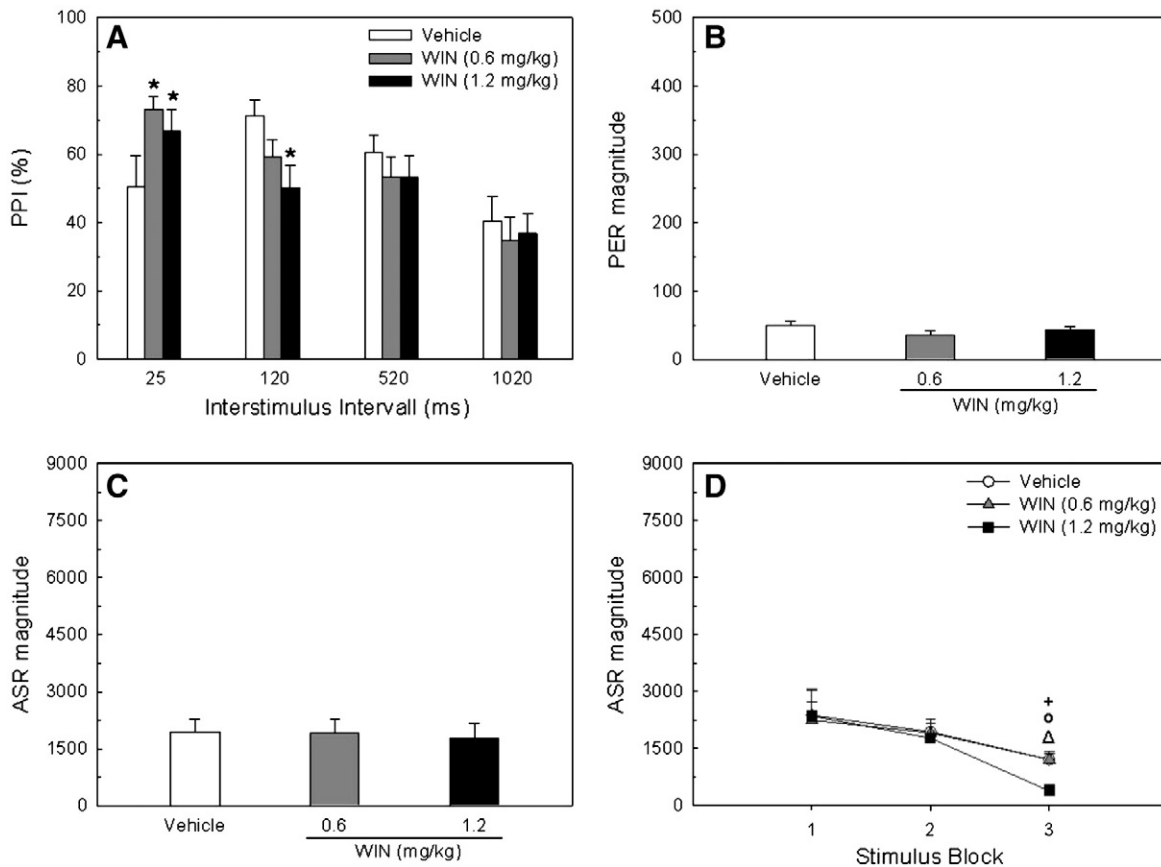 A
100
80
60
40
20
0
PPI (%)
Vehicle
WIN (0.6 mg/kg)
WIN (1.2 mg/kg)
* *
*
25 120 520 1020
Interstimulus Intervall (ms)
B
500
400
300
200
100
0
PER magnitude
Vehicle 0.6 1.2
WIN (mg/kg)
C
9000
7500
6000
4500
3000
1500
0
ASR magnitude
Vehicle 0.6 1.2
WIN (mg/kg)
D
9000
7500
6000
4500
3000
1500
0
ASR magnitude
Vehicle
WIN (0.6 mg/kg)
WIN (1.2 mg/kg)
+
o
Δ
1 2 3
Stimulus Block